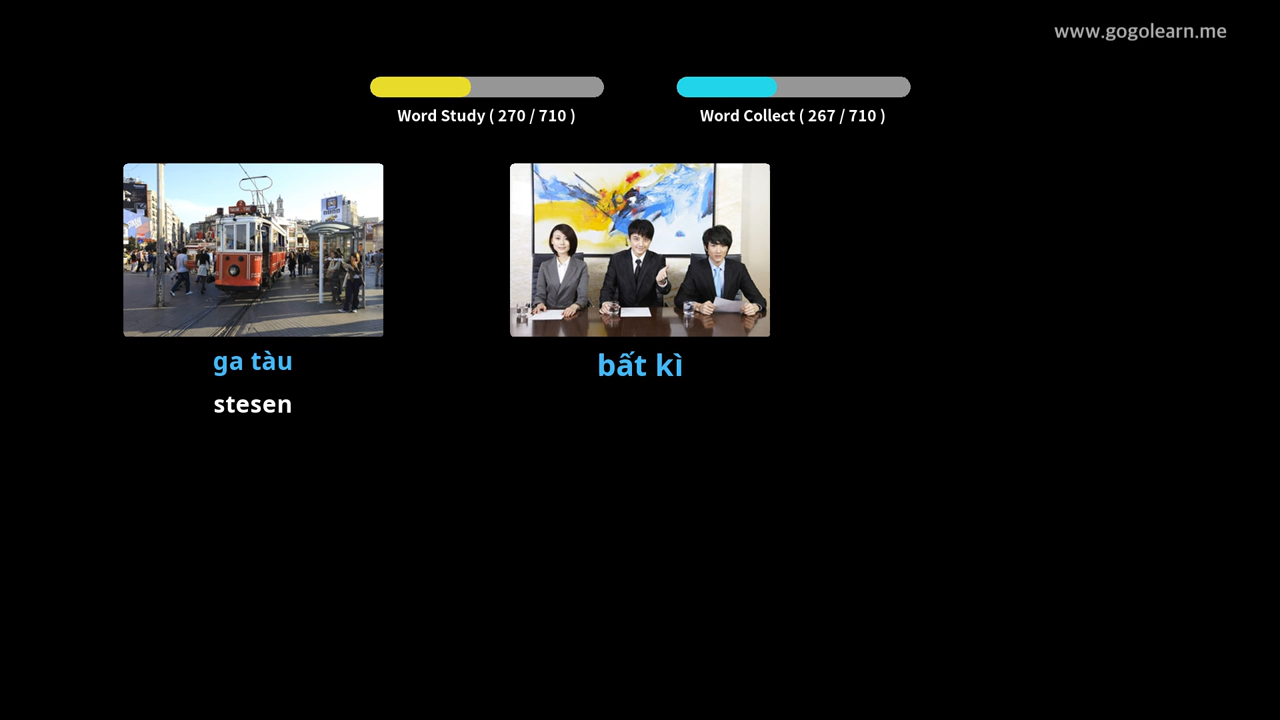 www.gogolearn.me
Word Study ( 270 / 710 )
Word Collect ( 267 / 710 )
ga tàu
stesen
bất kì